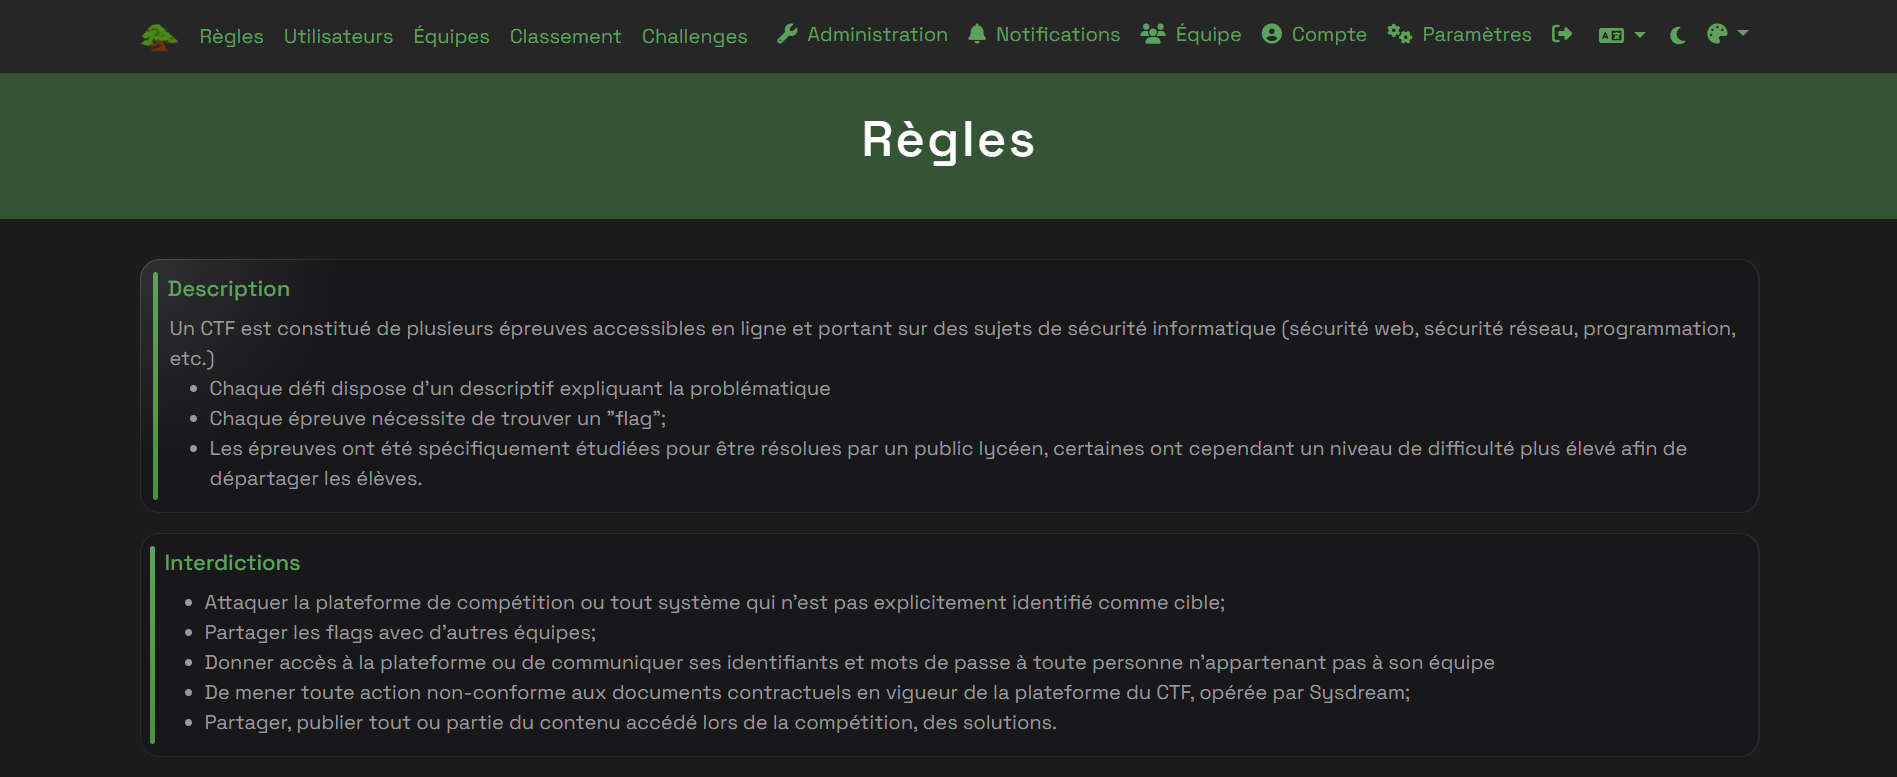 Règles Utilisateurs Équipes Classement Challenges Administration Notifications Équipe Compte Paramètres
Règles
Description
Un CTF est constitué de plusieurs épreuves accessibles en ligne et portant sur des sujets de sécurité informatique (sécurité web, sécurité réseau, programmation,
etc.)
• Chaque défi dispose d'un descriptif expliquant la problématique
• Chaque épreuve nécessite de trouver un "flag";
• Les épreuves ont été spécifiquement étudiées pour être résolues par un public lycéen, certaines ont cependant un niveau de difficulté plus élevé afin de
départager les élèves.
Interdictions
• Attaquer la plateforme de compétition ou tout système qui n'est pas explicitement identifié comme cible;
• Partager les flags avec d'autres équipes;
• Donner accès à la plateforme ou de communiquer ses identifiants et mots de passe à toute personne n'appartenant pas à son équipe
• De mener toute action non-conforme aux documents contractuels en vigueur de la plateforme du CTF, opérée par Sysdream;
• Partager, publier tout ou partie du contenu accédé lors de la compétition, des solutions.